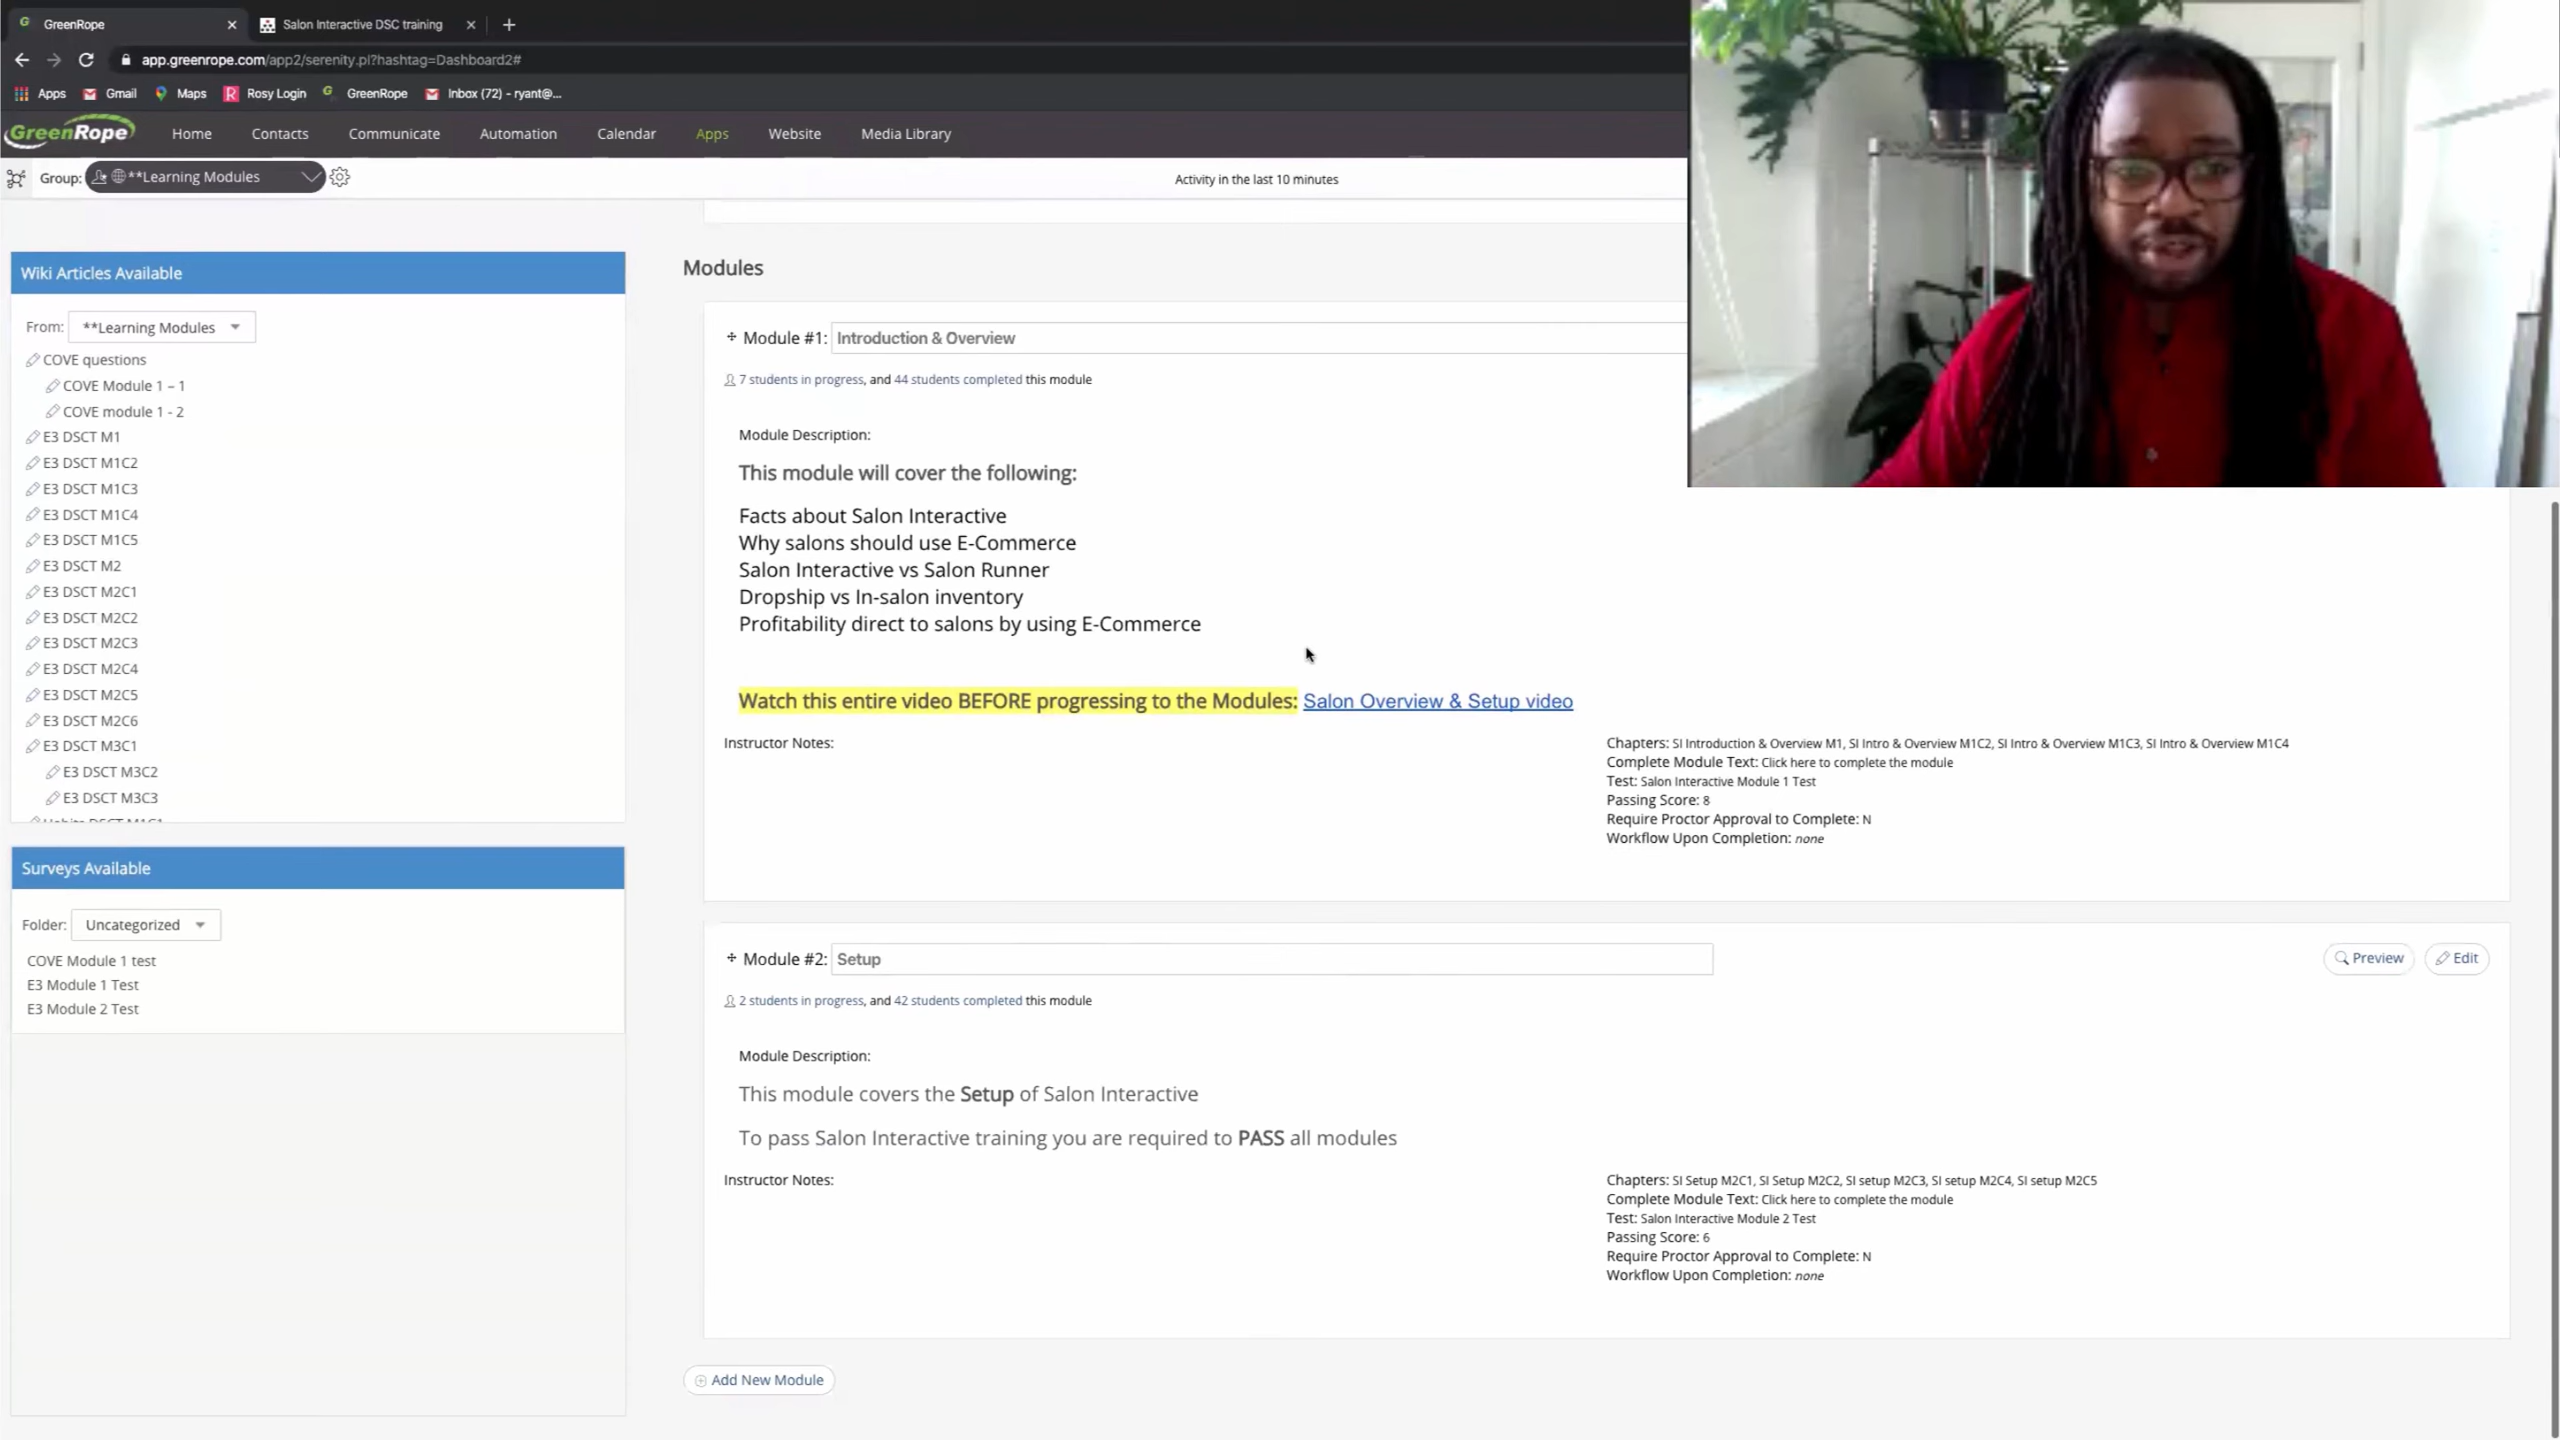 GreenRope
Salon Interactive DSC training
app.greenrope.com/app2/serenity.pl?hashtag=Dashboard2#
Apps
Gmail
Maps
Rosy Login
GreenRope
Inbox (72) - ryant@...
GreenRope
Home
Contacts
Communicate
Automation
Calendar
Apps
Website
Media Library
Group: **Learning Modules
Activity in the last 10 minutes
Wiki Articles Available
From: **Learning Modules
COVE questions
COVE Module 1 – 1
COVE module 1 - 2
E3 DSCT M1
E3 DSCT M1C2
E3 DSCT M1C3
E3 DSCT M1C4
E3 DSCT M1C5
E3 DSCT M2
E3 DSCT M2C1
E3 DSCT M2C2
E3 DSCT M2C3
E3 DSCT M2C4
E3 DSCT M2C5
E3 DSCT M2C6
E3 DSCT M3C1
E3 DSCT M3C2
E3 DSCT M3C3
Surveys Available
Folder: Uncategorized
COVE Module 1 test
E3 Module 1 Test
E3 Module 2 Test
Modules
Module #1: Introduction & Overview
7 students in progress, and 44 students completed this module
Module Description:
This module will cover the following:
Facts about Salon Interactive
Why salons should use E-Commerce
Salon Interactive vs Salon Runner
Dropship vs In-salon inventory
Profitability direct to salons by using E-Commerce
Watch this entire video BEFORE progressing to the Modules: Salon Overview & Setup video
Instructor Notes:
Chapters: SI Introduction & Overview M1, SI Intro & Overview M1C2, SI Intro & Overview M1C3, SI Intro & Overview M1C4
Complete Module Text: Click here to complete the module
Test: Salon Interactive Module 1 Test
Passing Score: 8
Require Proctor Approval to Complete: N
Workflow Upon Completion: none
Module #2: Setup
Preview
Edit
2 students in progress, and 42 students completed this module
Module Description:
This module covers the Setup of Salon Interactive
To pass Salon Interactive training you are required to PASS all modules
Instructor Notes:
Chapters: SI Setup M2C1, SI Setup M2C2, SI setup M2C3, SI setup M2C4, SI setup M2C5
Complete Module Text: Click here to complete the module
Test: Salon Interactive Module 2 Test
Passing Score: 6
Require Proctor Approval to Complete: N
Workflow Upon Completion: none
Add New Module